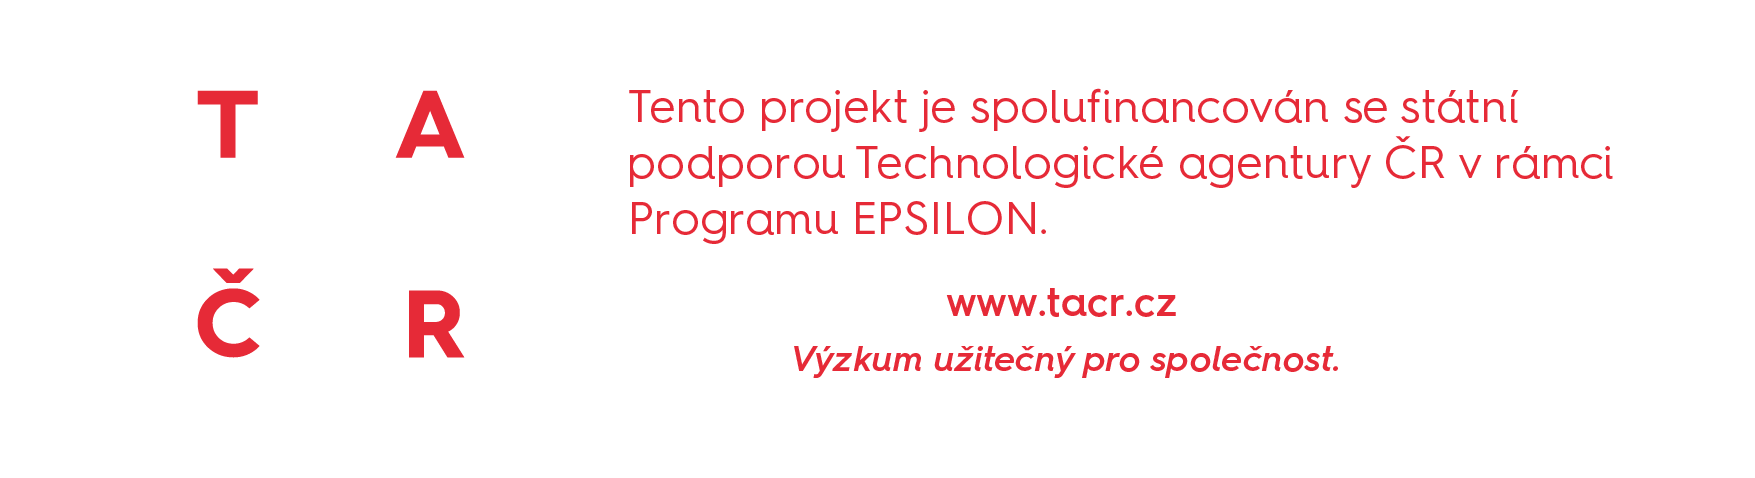 T A
Č R
Tento projekt je spolufinancován se státní
podporou Technologické agentury ČR v rámci
Programu EPSILON.
www.tacr.cz
Výzkum užitečný pro společnost.